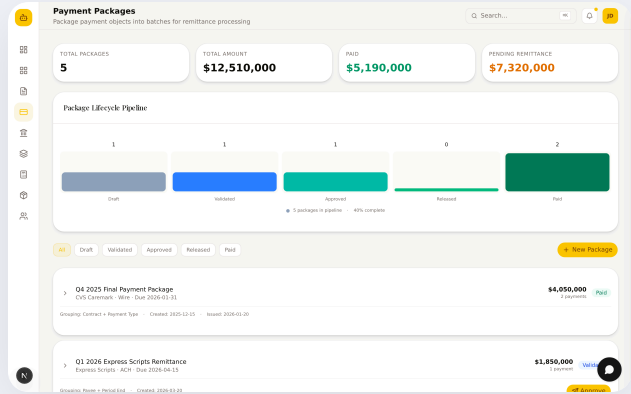 Payment Packages
Package payment objects into batches for remittance processing
Search...
⌘K
JD
TOTAL PACKAGES
5
TOTAL AMOUNT
$12,510,000
PAID
$5,190,000
PENDING REMITTANCE
$7,320,000
Package Lifecycle Pipeline
1 1 1 0 2
Draft Validated Approved Released Paid
5 packages in pipeline · 40% complete
All Draft Validated Approved Released Paid
+ New Package
Q4 2025 Final Payment Package
CVS Caremark · Wire · Due 2026-01-31
$4,050,000
2 payments
Paid
Grouping: Contract + Payment Type · Created: 2025-12-15 · Issued: 2026-01-20
Q1 2026 Express Scripts Remittance
Express Scripts · ACH · Due 2026-04-15
$1,850,000
1 payment
Grouping: Payee + Period End · Created: 2026-03-20
Approve
N